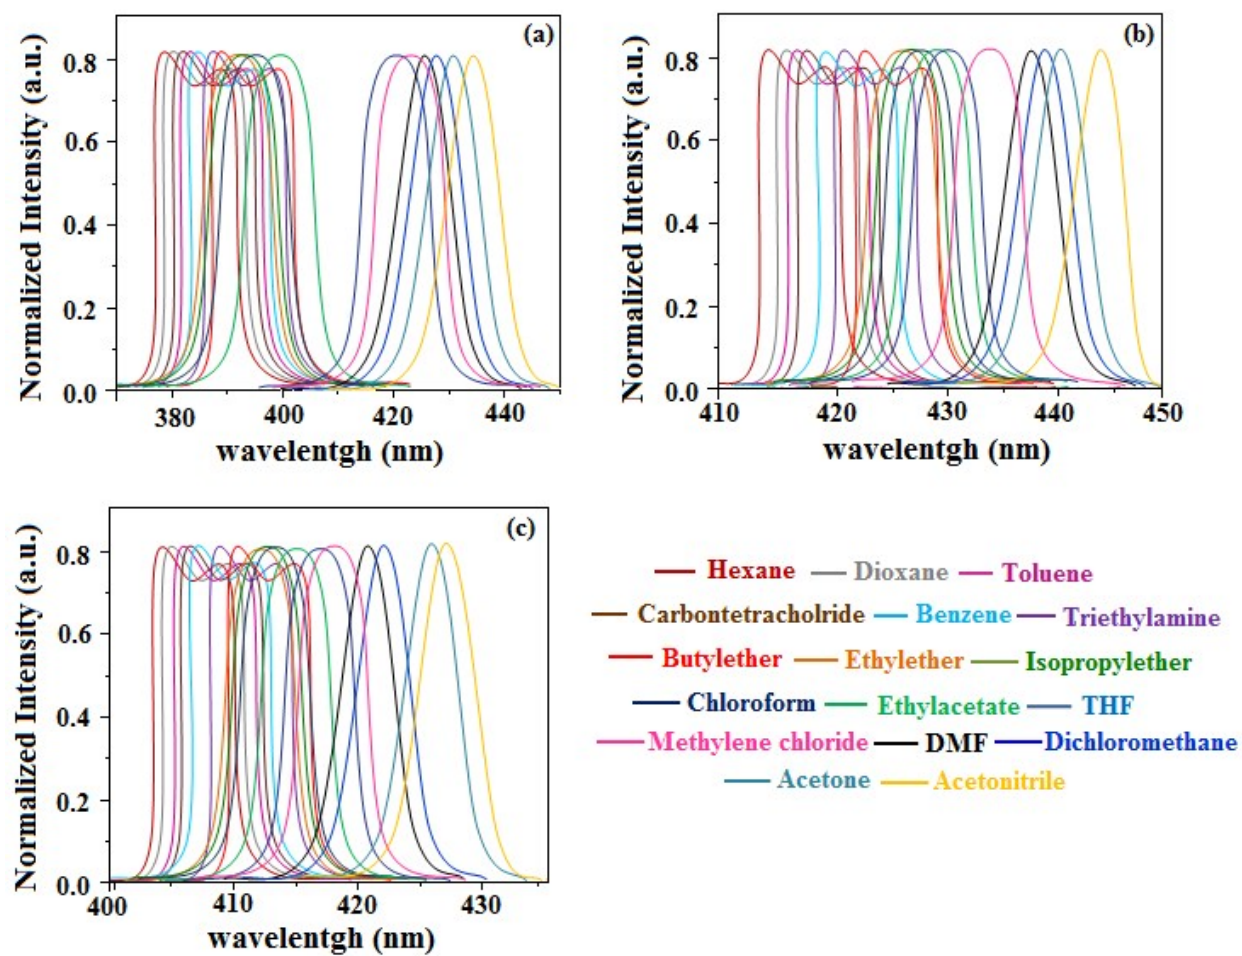 (a)
Normalized Intensity (a.u.)
0.8
0.6
0.4
0.2
0.0
380 400 420 440
wavelentgh (nm)
(b)
Normalized Intensity (a.u.)
0.8
0.6
0.4
0.2
0.0
410 420 430 440 450
wavelentgh (nm)
(c)
Normalized Intensity (a.u.)
0.8
0.6
0.4
0.2
0.0
400 410 420 430
wavelentgh (nm)
Hexane Dioxane Toluene
Carbontetracholride Benzene Triethylamine
Butylether Ethylether Isopropylether
Chloroform Ethylacetate THF
Methylene chloride DMF Dichloromethane
Acetone Acetonitrile